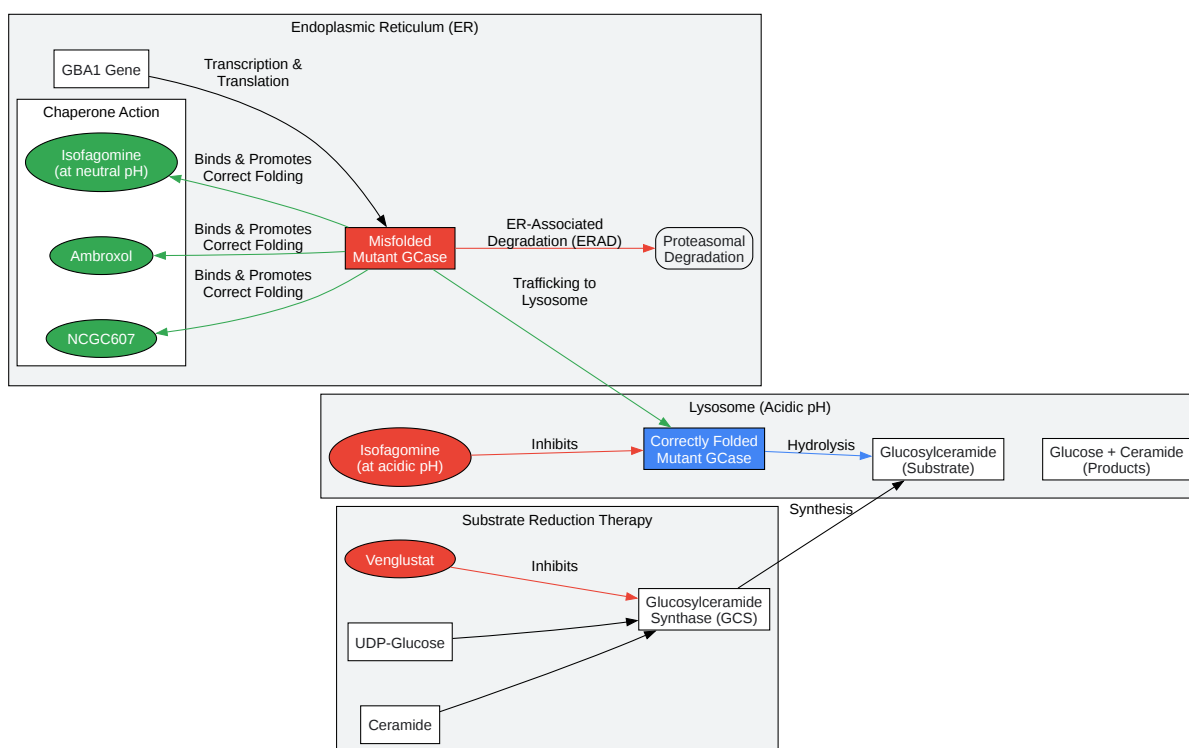 Endoplasmic Reticulum (ER)
GBA1 Gene
Transcription &
Translation
Chaperone Action
Isofagomine
(at neutral pH)
Binds & Promotes
Correct Folding
Ambroxol
Binds & Promotes
Correct Folding
NCGC607
Binds & Promotes
Correct Folding
Misfolded
Mutant GCase
ER-Associated
Degradation (ERAD)
Proteasomal
Degradation
Trafficking to
Lysosome
Lysosome (Acidic pH)
Isofagomine
(at acidic pH)
Inhibits
Correctly Folded
Mutant GCase
Hydrolysis
Glucosylceramide
(Substrate)
Glucose + Ceramide
(Products)
Synthesis
Substrate Reduction Therapy
Venglustat
Inhibits
Glucosylceramide
Synthase (GCS)
UDP-Glucose
Ceramide